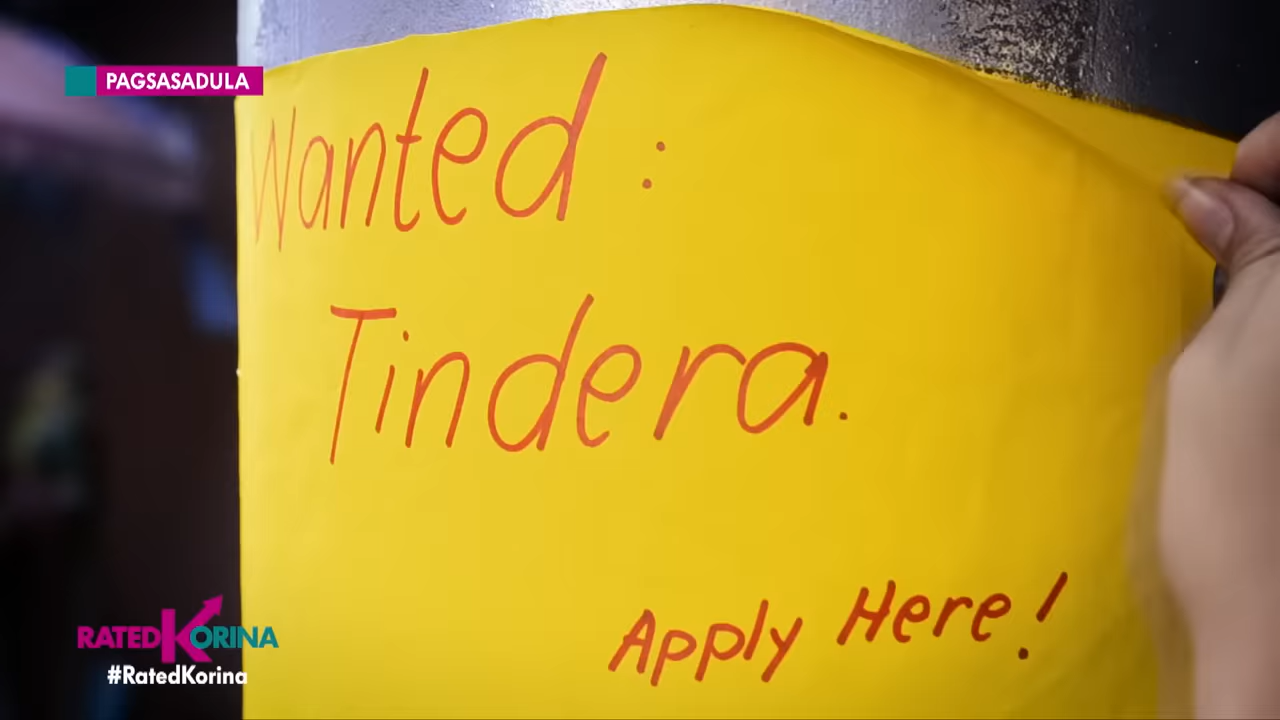 PAGSASADULA
Wanted :
Tindera.
Apply Here!
RATED KORINA
#RatedKorina